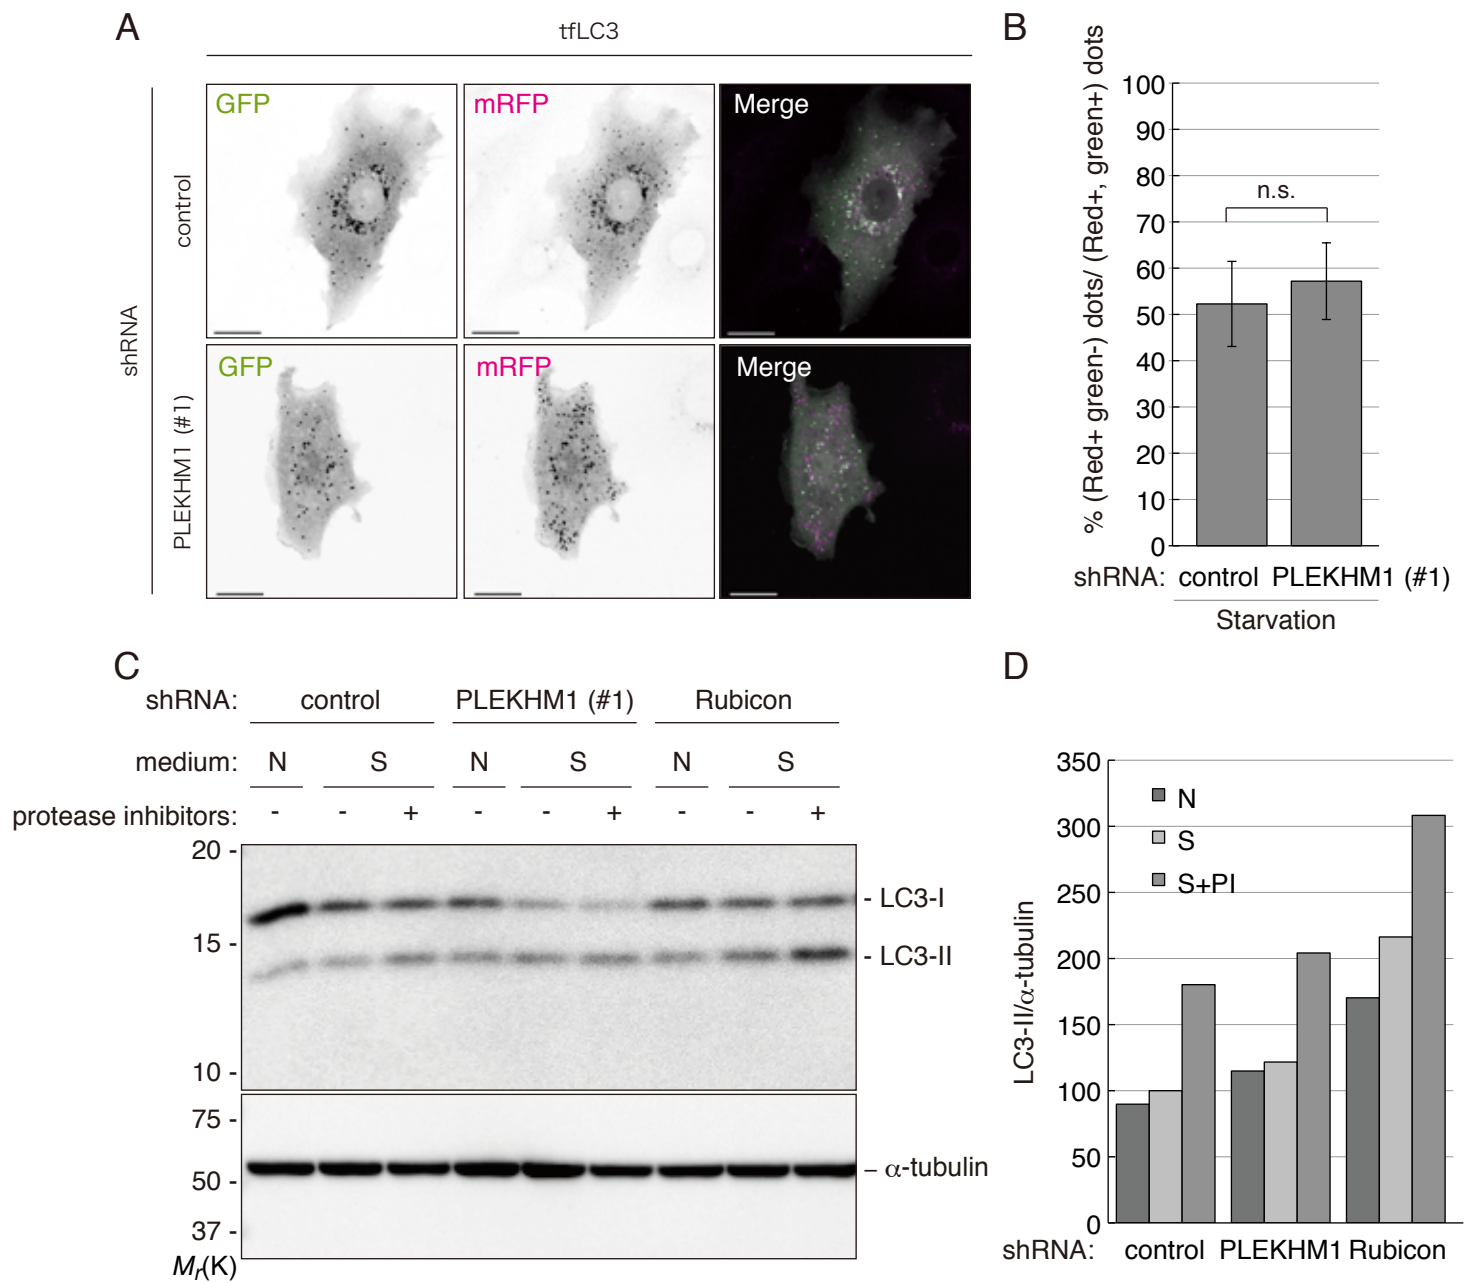 A
tfLC3
shRNA
control
GFP
mRFP
Merge
PLEKHM1 (#1)
GFP
mRFP
Merge
B
% (Red+ green-) dots/ (Red+, green+) dots
100
90
80
70
60
50
40
30
20
10
0
n.s.
shRNA: control PLEKHM1 (#1)
Starvation
C
shRNA: control PLEKHM1 (#1) Rubicon
medium: N S N S N S
protease inhibitors: - - + - - + - - +
20 -
15 -
10 -
- LC3-I
- LC3-II
75 -
50 -
37 -
– α-tubulin
Mr(K)
D
LC3-II/α-tubulin
350
300
250
200
150
100
50
0
N
S
S+PI
shRNA: control PLEKHM1 Rubicon